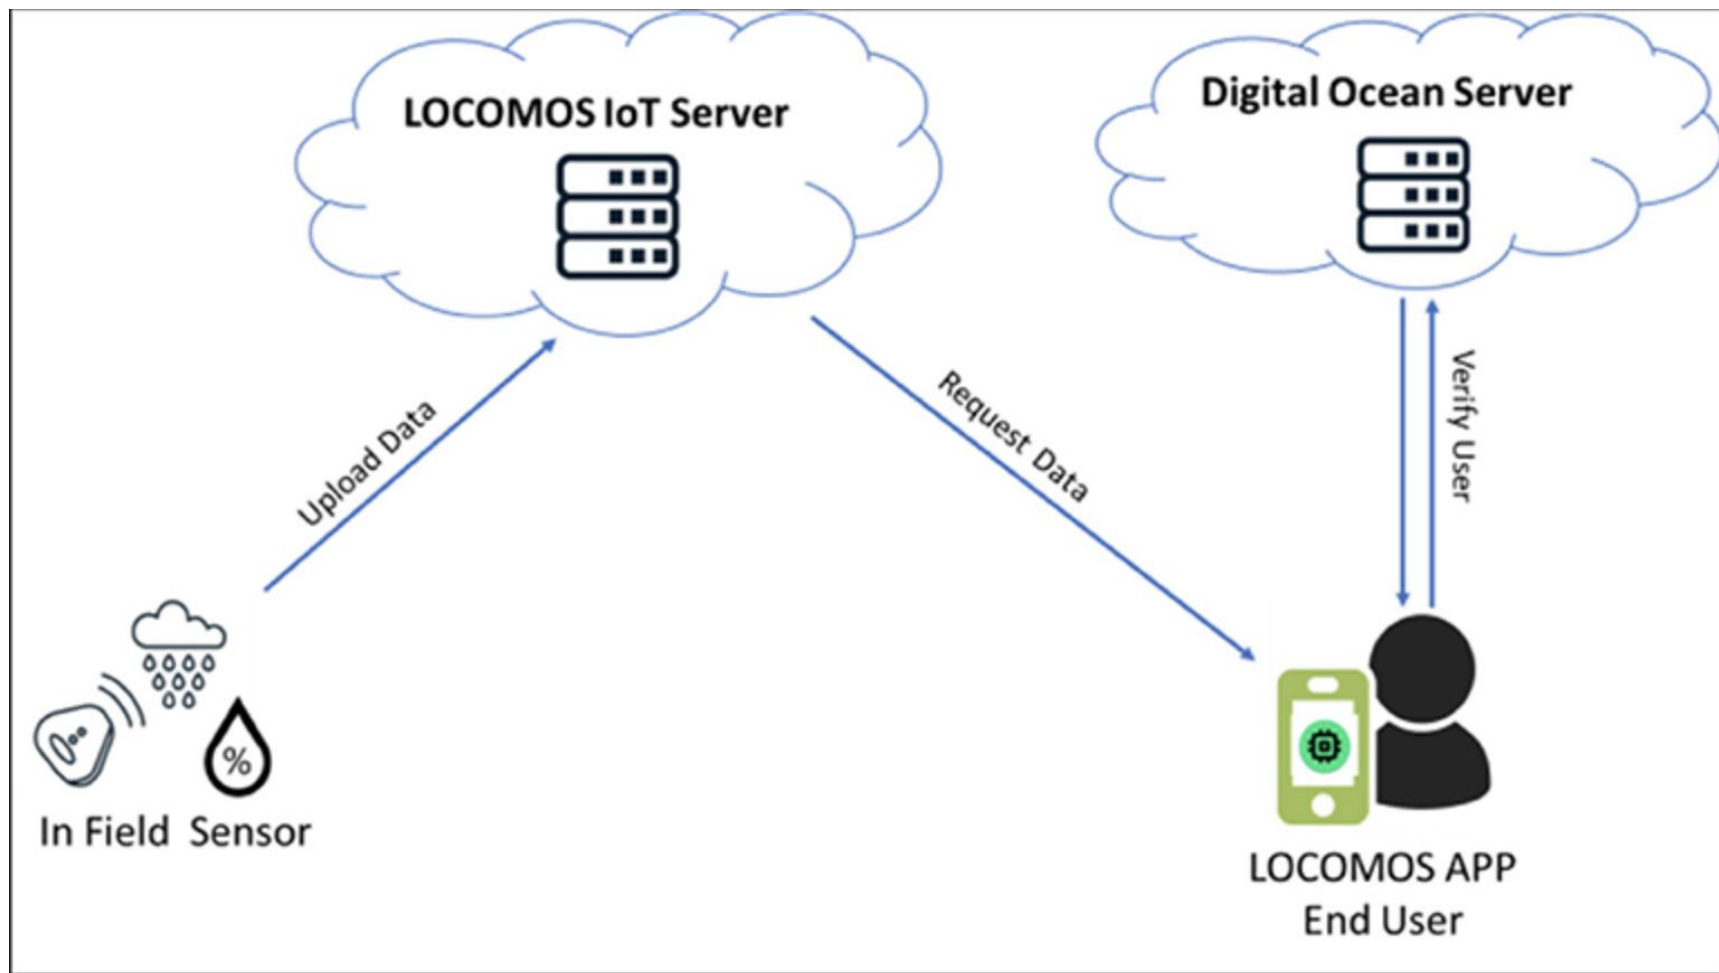 LOCOMOS IoT Server
Digital Ocean Server
Upload Data
Request Data
Verify User
%
In Field Sensor
LOCOMOS APP
End User